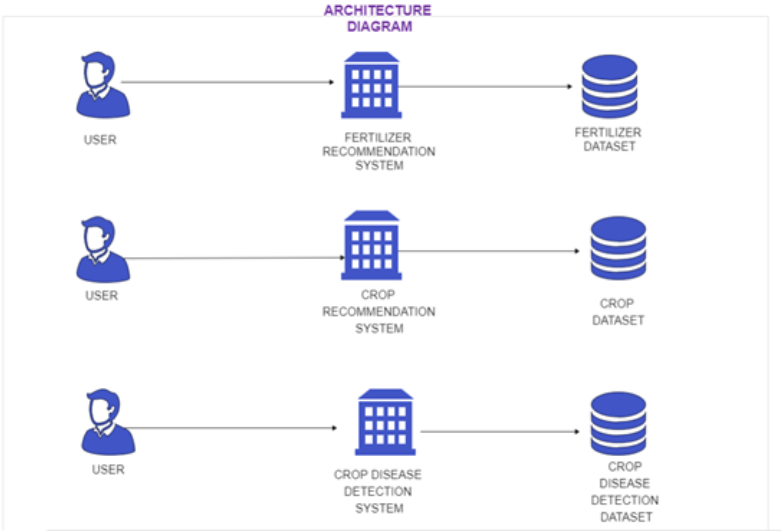 ARCHITECTURE
DIAGRAM
USER
FERTILIZER
RECOMMENDATION
SYSTEM
FERTILIZER
DATASET
USER
CROP
RECOMMENDATION
SYSTEM
CROP
DATASET
USER
CROP DISEASE
DETECTION
SYSTEM
CROP
DISEASE
DETECTION
DATASET